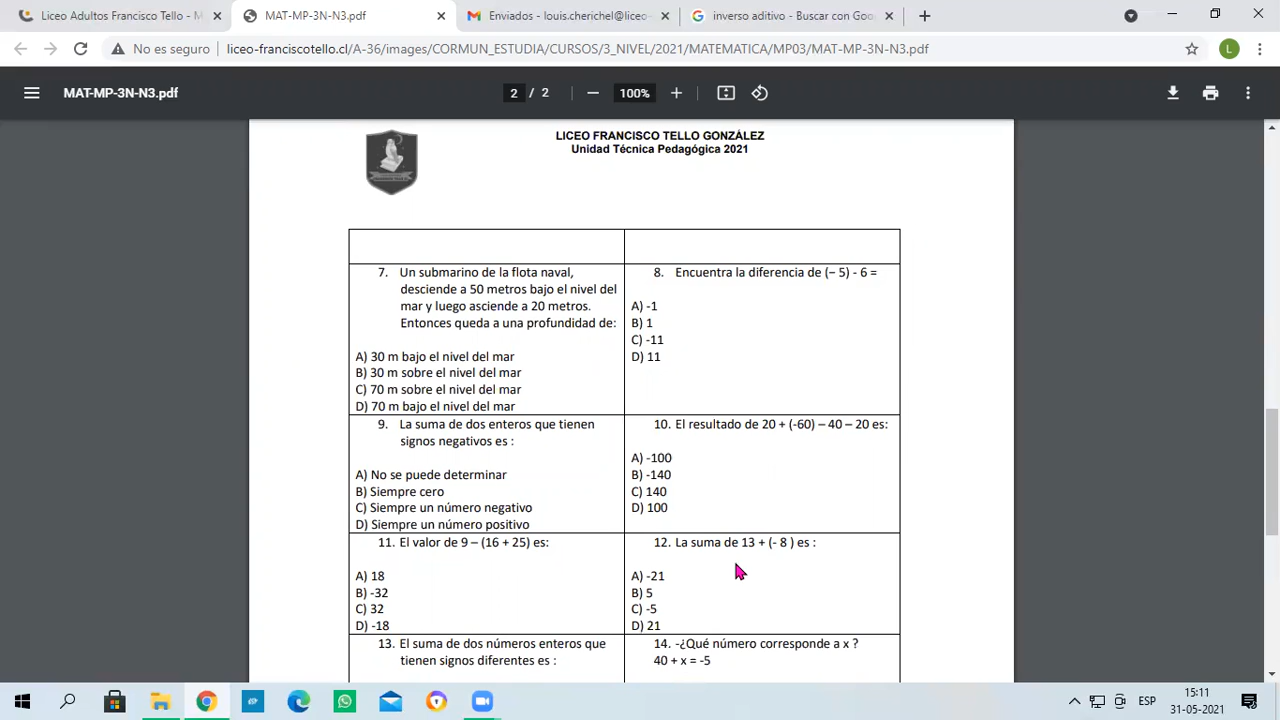 Liceo Adultos Francisco Tello - M
MAT-MP-3N-N3.pdf
Enviados - louis.cherichel@liceo-
inverso aditivo - Buscar con Goo
No es seguro
liceo-franciscotello.cl/A-36/images/CORMUN_ESTUDIA/CURSOS/3_NIVEL/2021/MATEMATICA/MP03/MAT-MP-3N-N3.pdf
L
MAT-MP-3N-N3.pdf
2 / 2
100%
LICEO FRANCISCO TELLO GONZÁLEZ
Unidad Técnica Pedagógica 2021
7. Un submarino de la flota naval,
desciende a 50 metros bajo el nivel del
mar y luego asciende a 20 metros.
Entonces queda a una profundidad de:
A) 30 m bajo el nivel del mar
B) 30 m sobre el nivel del mar
C) 70 m sobre el nivel del mar
D) 70 m bajo el nivel del mar
8. Encuentra la diferencia de (– 5) - 6 =
A) -1
B) 1
C) -11
D) 11
9. La suma de dos enteros que tienen
signos negativos es :
A) No se puede determinar
B) Siempre cero
C) Siempre un número negativo
D) Siempre un número positivo
10. El resultado de 20 + (-60) – 40 – 20 es:
A) -100
B) -140
C) 140
D) 100
11. El valor de 9 – (16 + 25) es:
A) 18
B) -32
C) 32
D) -18
12. La suma de 13 + (- 8 ) es :
A) -21
B) 5
C) -5
D) 21
13. El suma de dos números enteros que
tienen signos diferentes es :
14. -¿Qué número corresponde a x ?
40 + x = -5
ESP
15:11
31-05-2021